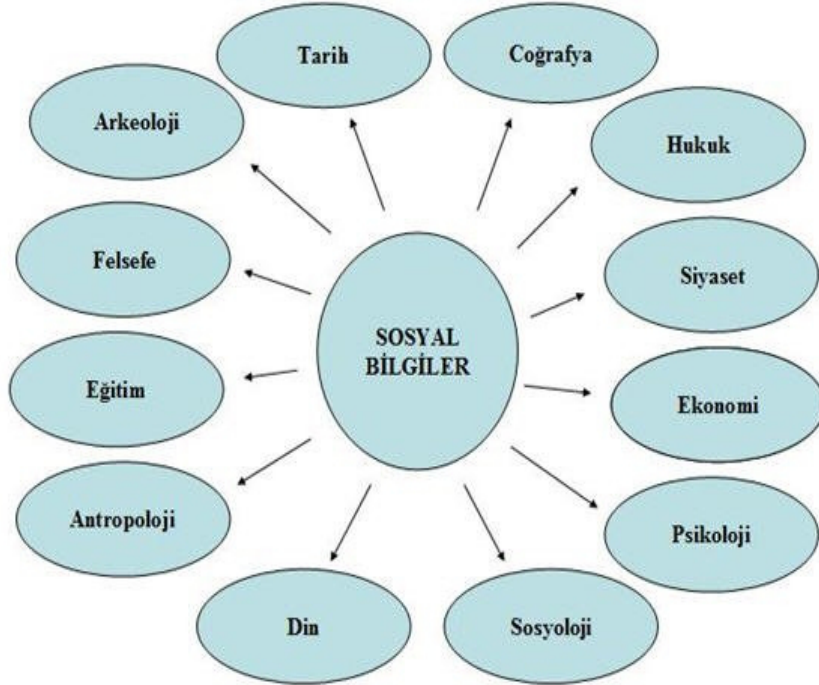 Tarih
Coğrafya
Arkeoloji
Hukuk
Felsefe
Siyaset
SOSYAL
BİLGİLER
Eğitim
Ekonomi
Antropoloji
Psikoloji
Din
Sosyoloji